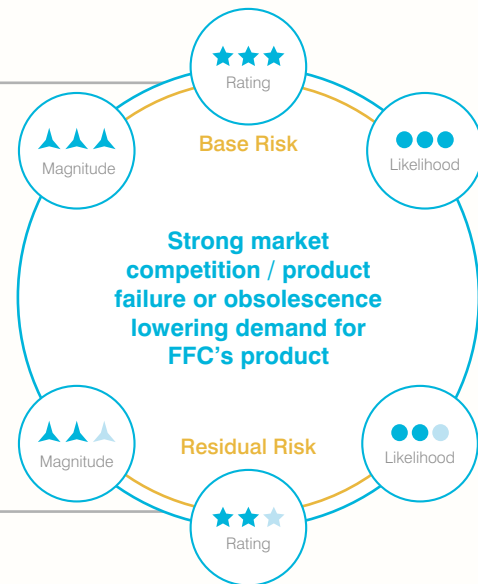 Rating
Magnitude
Base Risk
Likelihood
Strong market
competition / product
failure or obsolescence
lowering demand for
FFC's product
Magnitude
Residual Risk
Likelihood
Rating